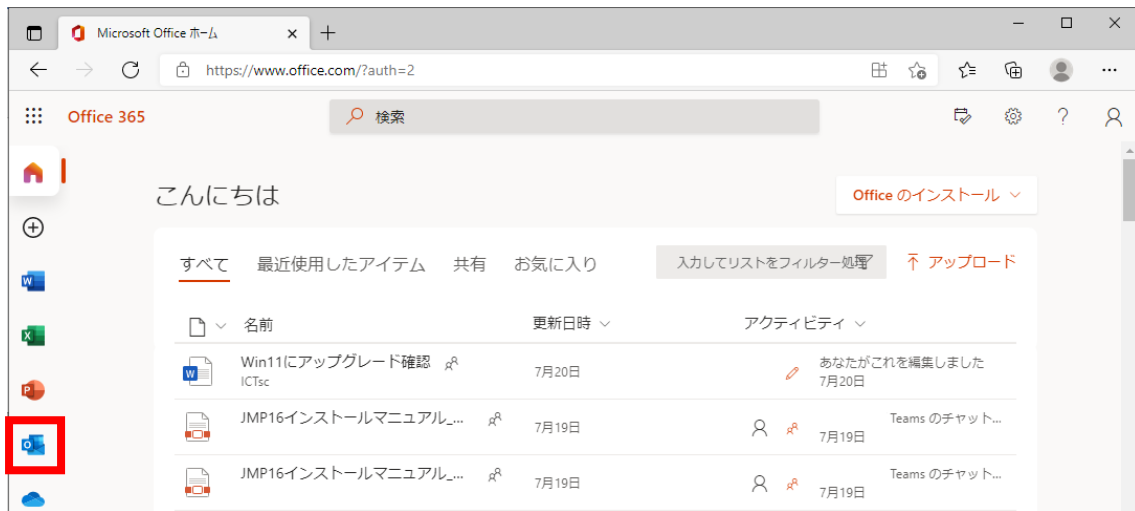 Microsoft Office ホーム
https://www.office.com/?auth=2
Office 365
検索
こんにちは
Office のインストール
すべて 最近使用したアイテム 共有 お気に入り 入力してリストをフィルター処理 アップロード
名前 更新日時 アクティビティ
Win11にアップグレード確認 7月20日 あなたがこれを編集しました
ICTsc 7月20日
JMP16インストールマニュアル_... 7月19日 Teams のチャット...
7月19日
JMP16インストールマニュアル_... 7月19日 Teams のチャット...
7月19日